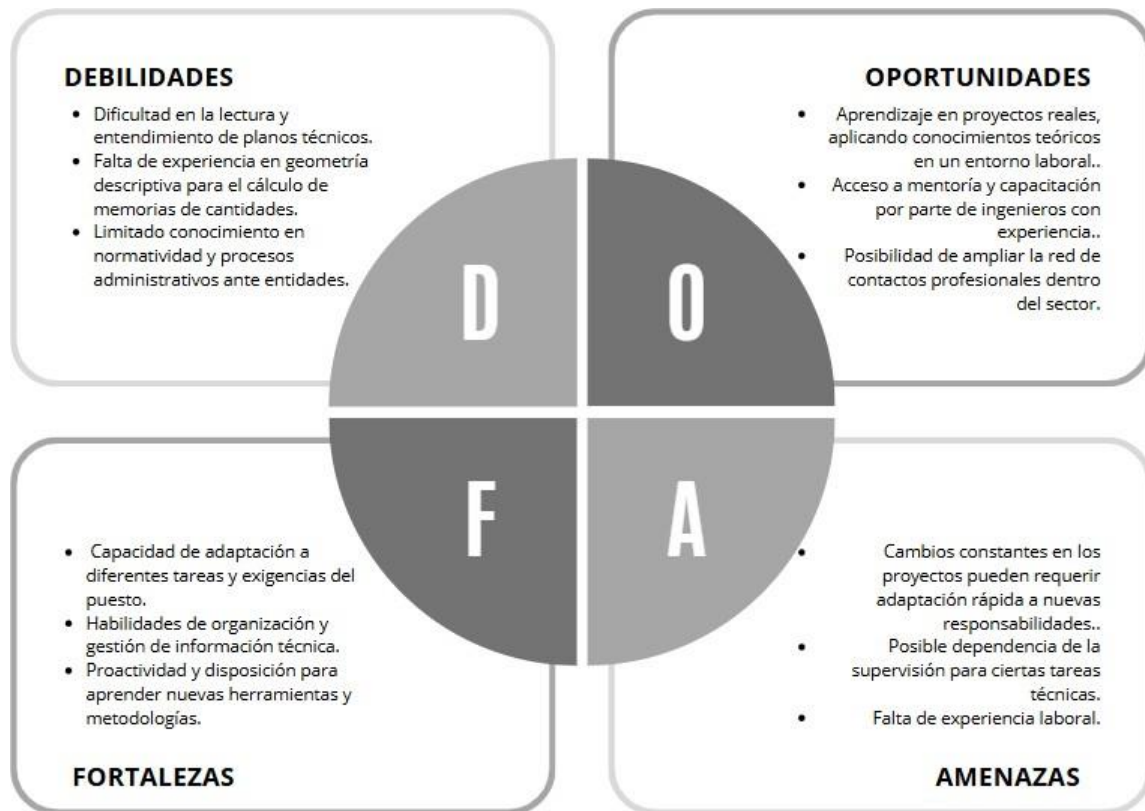 DEBILIDADES
• Dificultad en la lectura y
entendimiento de planos técnicos.
• Falta de experiencia en geometría
descriptiva para el cálculo de
memorias de cantidades.
• Limitado conocimiento en
normatividad y procesos
administrativos ante entidades.
OPORTUNIDADES
• Aprendizaje en proyectos reales,
aplicando conocimientos teóricos
en un entorno laboral..
• Acceso a mentoría y capacitación
por parte de ingenieros con
experiencia..
• Posibilidad de ampliar la red de
contactos profesionales dentro
del sector.
D
O
F
A
• Capacidad de adaptación a
diferentes tareas y exigencias del
puesto.
• Habilidades de organización y
gestión de información técnica.
• Proactividad y disposición para
aprender nuevas herramientas y
metodologías.
FORTALEZAS
• Cambios constantes en los
proyectos pueden requerir
adaptación rápida a nuevas
responsabilidades..
• Posible dependencia de la
supervisión para ciertas tareas
técnicas.
• Falta de experiencia laboral.
AMENAZAS